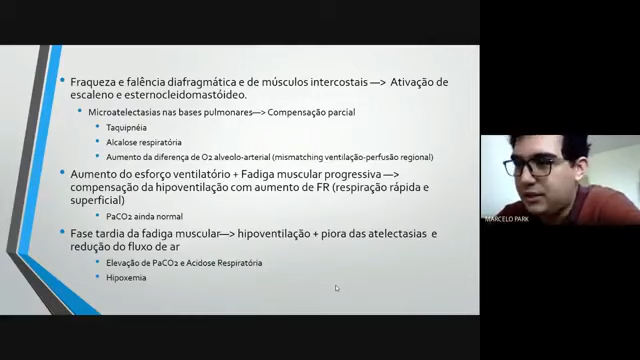 Fraqueza e falência diafragmática e de músculos intercostais —> Ativação de
escaleno e esternocleidomastóideo.
Microatelectasias nas bases pulmonares—> Compensação parcial
Taquipnéia
Alcalose respiratória
Aumento da diferença de O2 alveolo-arterial (mismatching ventilação-perfusão regional)
Aumento do esforço ventilatório + Fadiga muscular progressiva —>
compensação da hipoventilação com aumento de FR (respiração rápida e
superficial)
PaCO2 ainda normal
Fase tardia da fadiga muscular—> hipoventilação + piora das atelectasias e
redução do fluxo de ar
Elevação de PaCO2 e Acidose Respiratória
Hipoxemia
MARCELO PARK